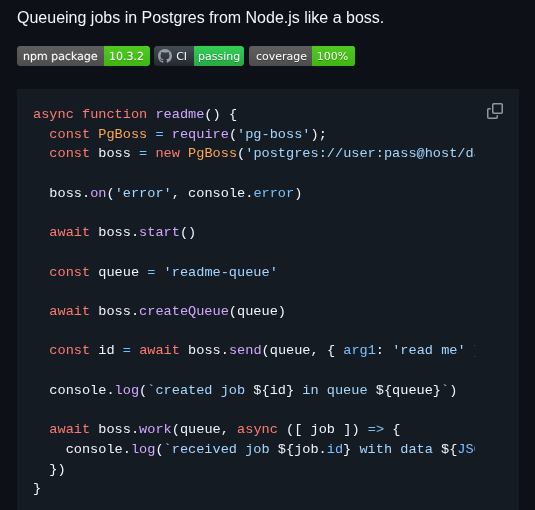 Queueing jobs in Postgres from Node.js like a boss.
npm package 10.3.2 CI passing coverage 100%
async function readme() {
  const PgBoss = require('pg-boss');
  const boss = new PgBoss('postgres://user:pass@host/d
  boss.on('error', console.error)
  await boss.start()
  const queue = 'readme-queue'
  await boss.createQueue(queue)
  const id = await boss.send(queue, { arg1: 'read me'
  console.log(`created job ${id} in queue ${queue}`)
  await boss.work(queue, async ([ job ]) => {
    console.log(`received job ${job.id} with data ${JS
  })
}